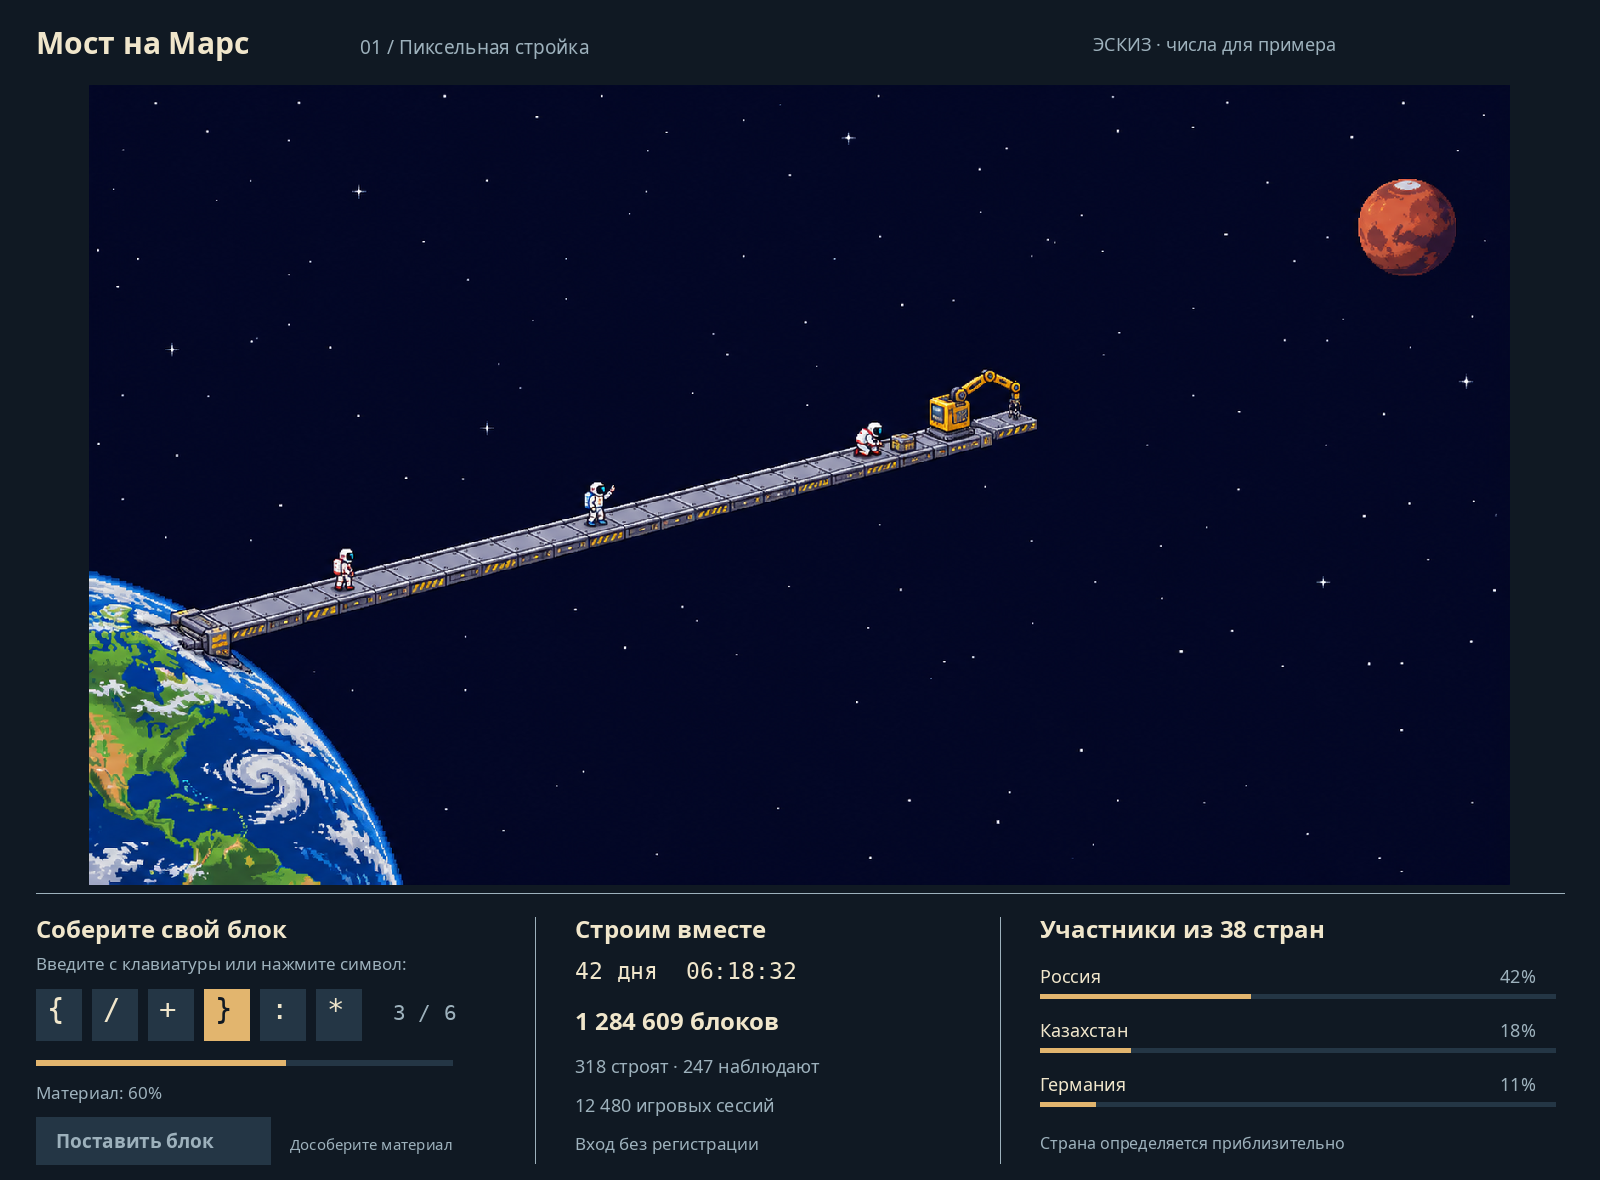 Мост на Марс
01 / Пиксельная стройка
ЭСКИЗ · числа для примера
Соберите свой блок
Введите с клавиатуры или нажмите символ:
{ / + } : * 3 / 6
Материал: 60%
Поставить блок
Дособерите материал
Строим вместе
42 дня 06:18:32
1 284 609 блоков
318 строят · 247 наблюдают
12 480 игровых сессий
Вход без регистрации
Участники из 38 стран
Россия 42%
Казахстан 18%
Германия 11%
Страна определяется приблизительно